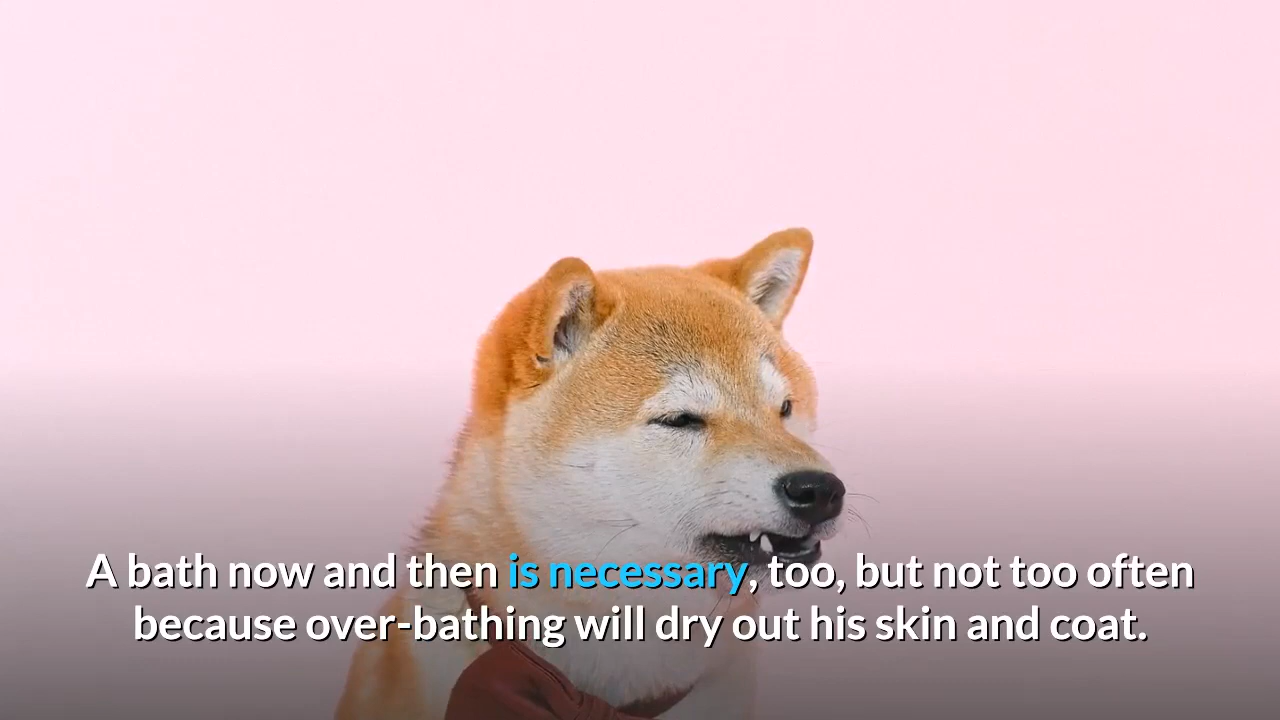 A bath now and then is necessary, too, but not too often
because over-bathing will dry out his skin and coat.